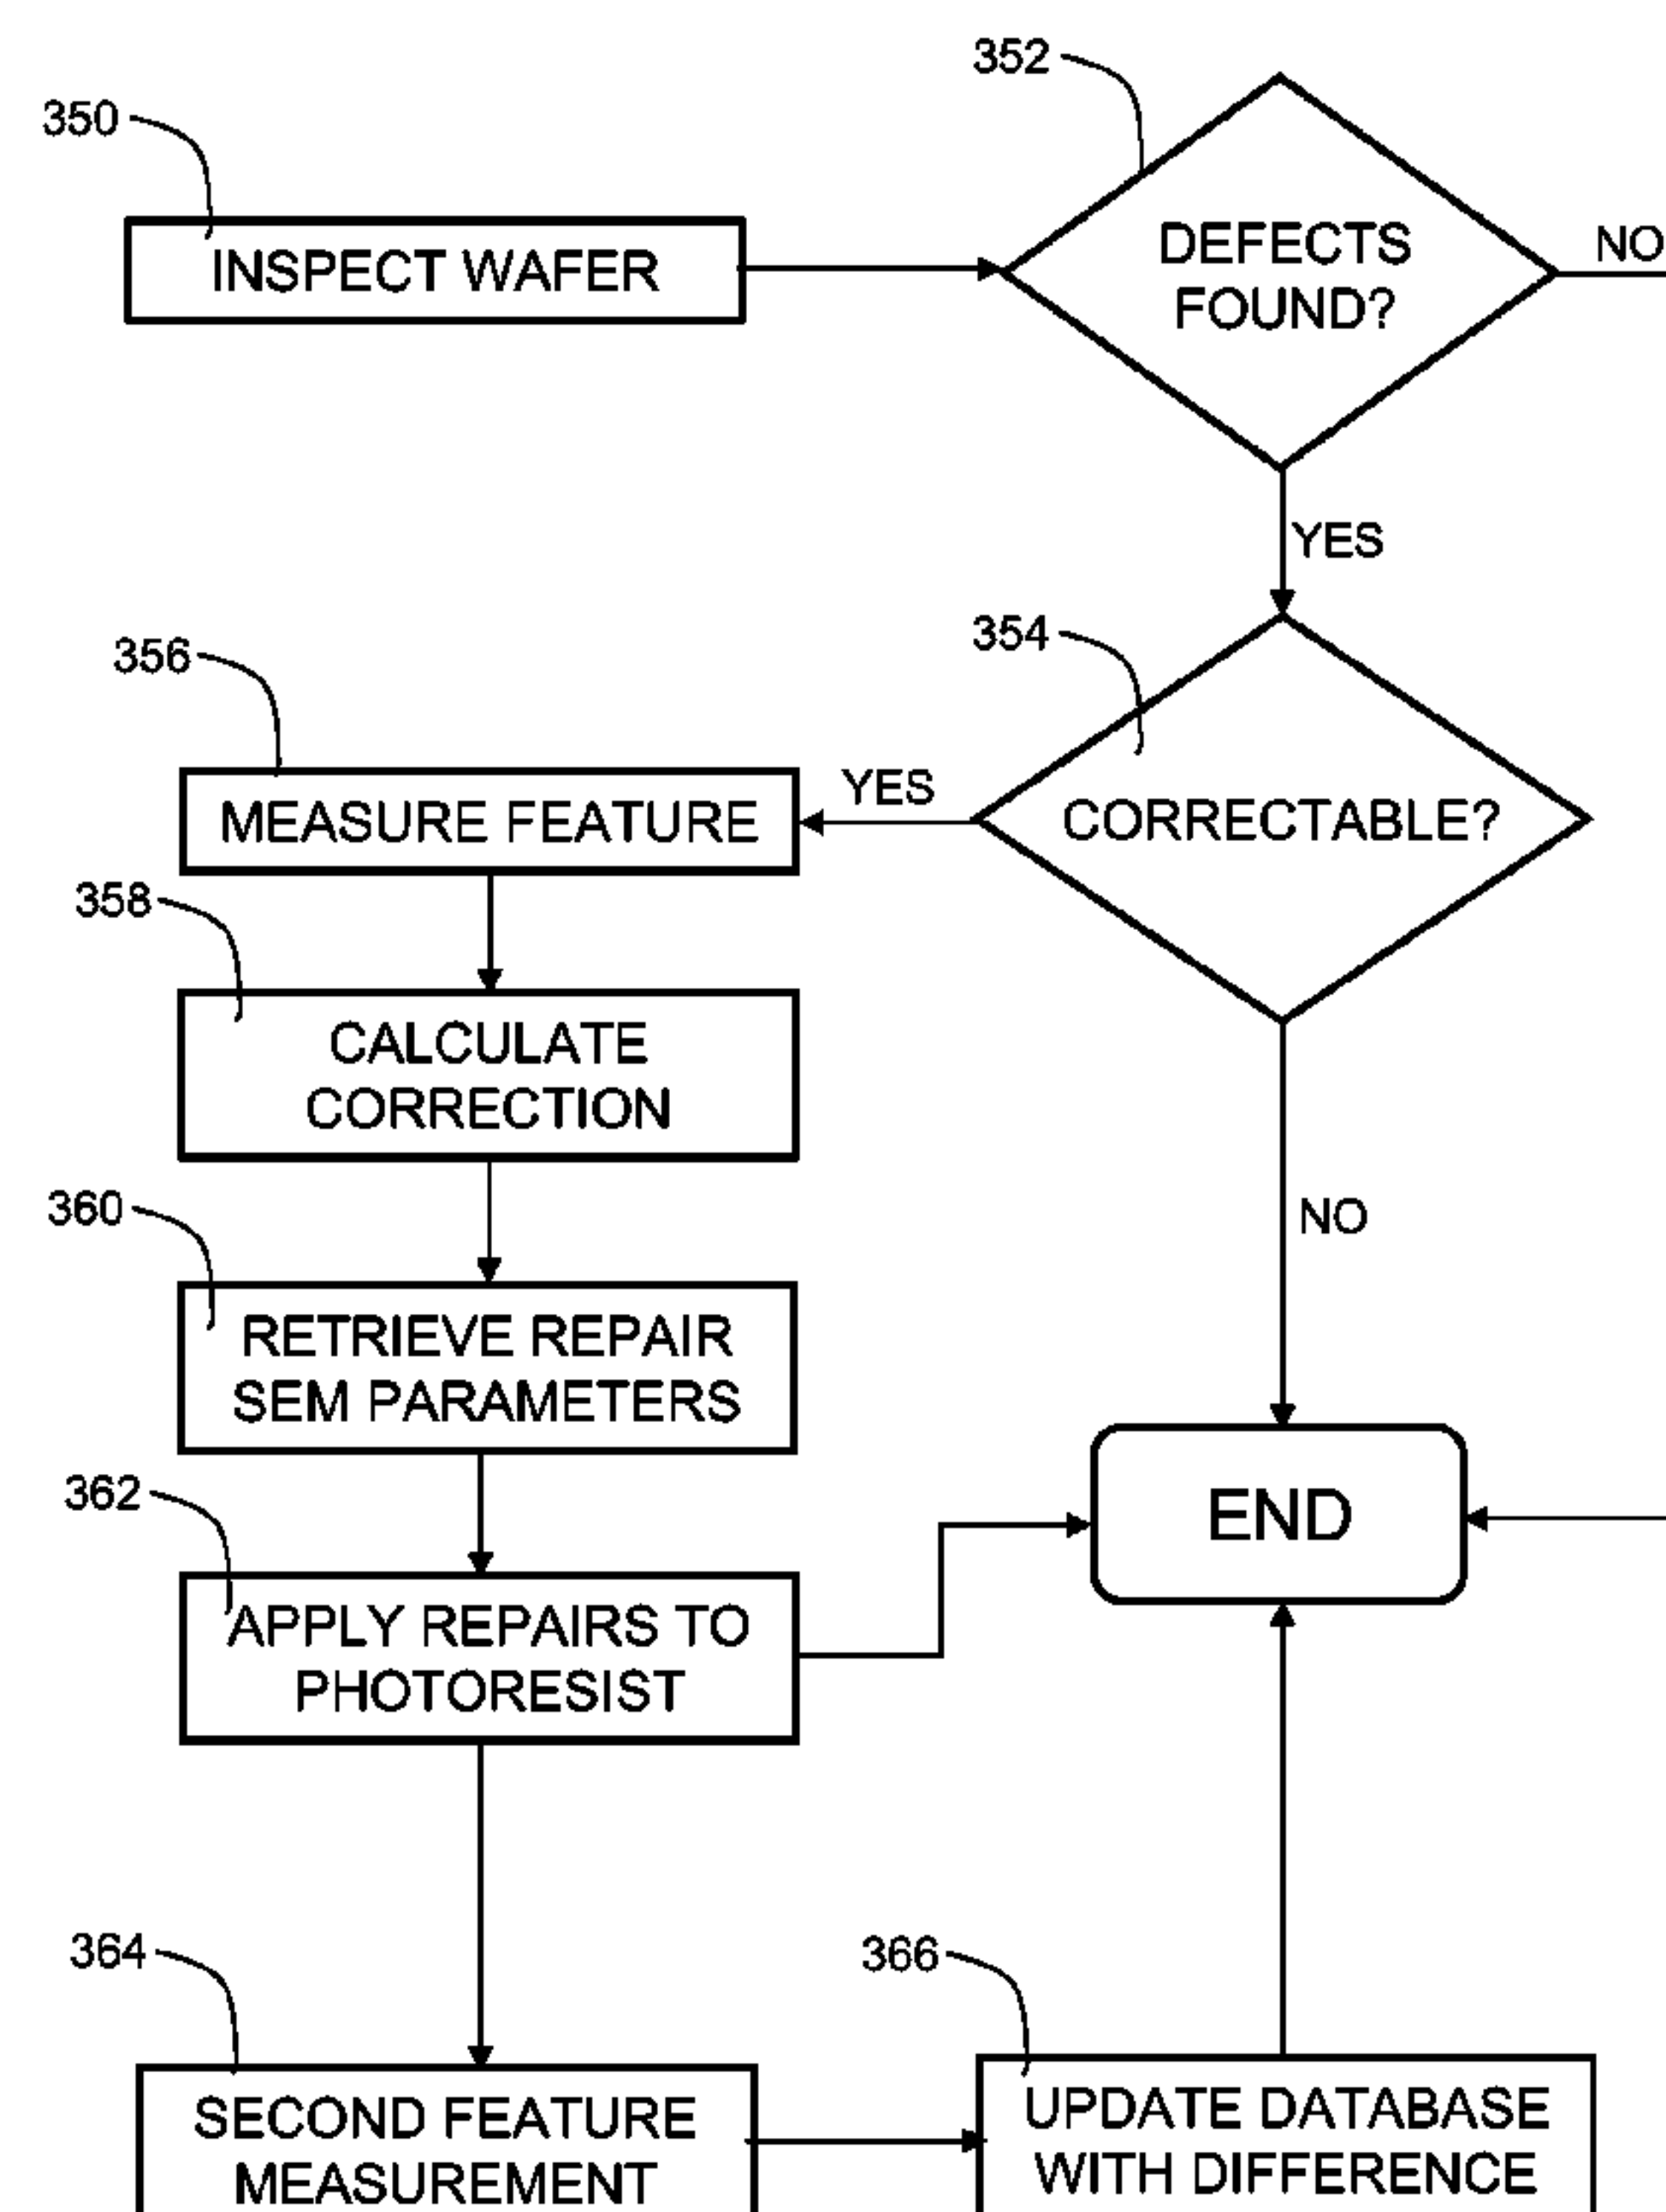 352
350
INSPECT WAFER
DEFECTS
FOUND?
NO
YES
354
356
MEASURE FEATURE
YES
CORRECTABLE?
358
CALCULATE
CORRECTION
360
NO
RETRIEVE REPAIR
SEM PARAMETERS
362
END
APPLY REPAIRS TO
PHOTORESIST
364
366
SECOND FEATURE
MEASUREMENT
UPDATE DATABASE
WITH DIFFERENCE